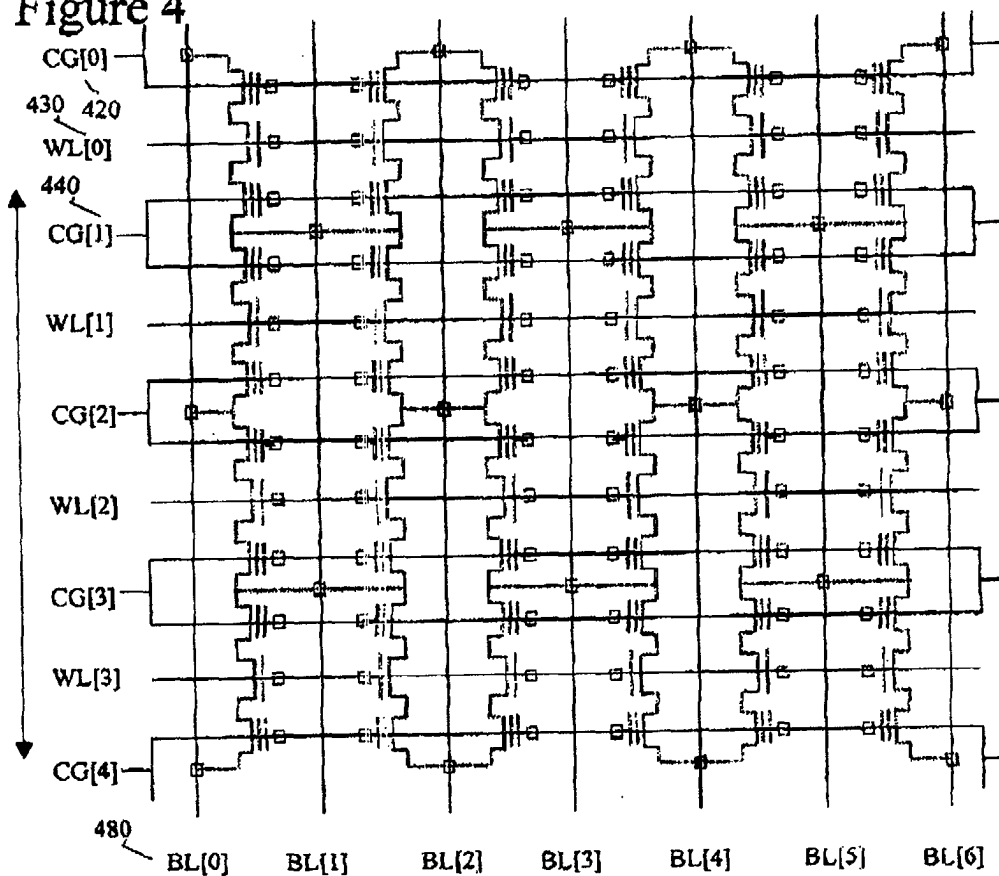 Figure 4
CG[0]
420
430
WL[0]
440
CG[1]
WL[1]
CG[2]
WL[2]
CG[3]
WL[3]
CG[4]
480
BL[0] BL[1] BL[2] BL[3] BL[4] BL[5] BL[6]